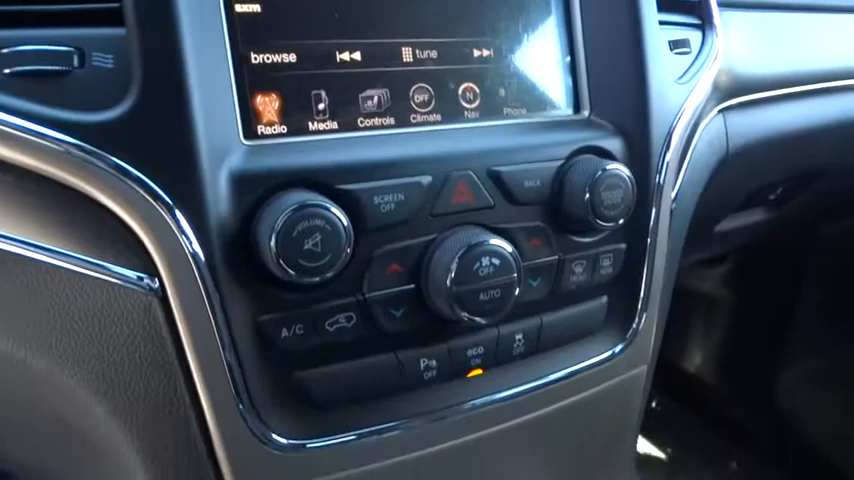 SXM
browse
tune
Radio
Media
Controls
OFF
Climate
N
Nav
Phone
SCREEN
OFF
BACK
VOLUME
OFF
AUTO
FRONT
REAR
A/C
P
OFF
eco
ON
OFF